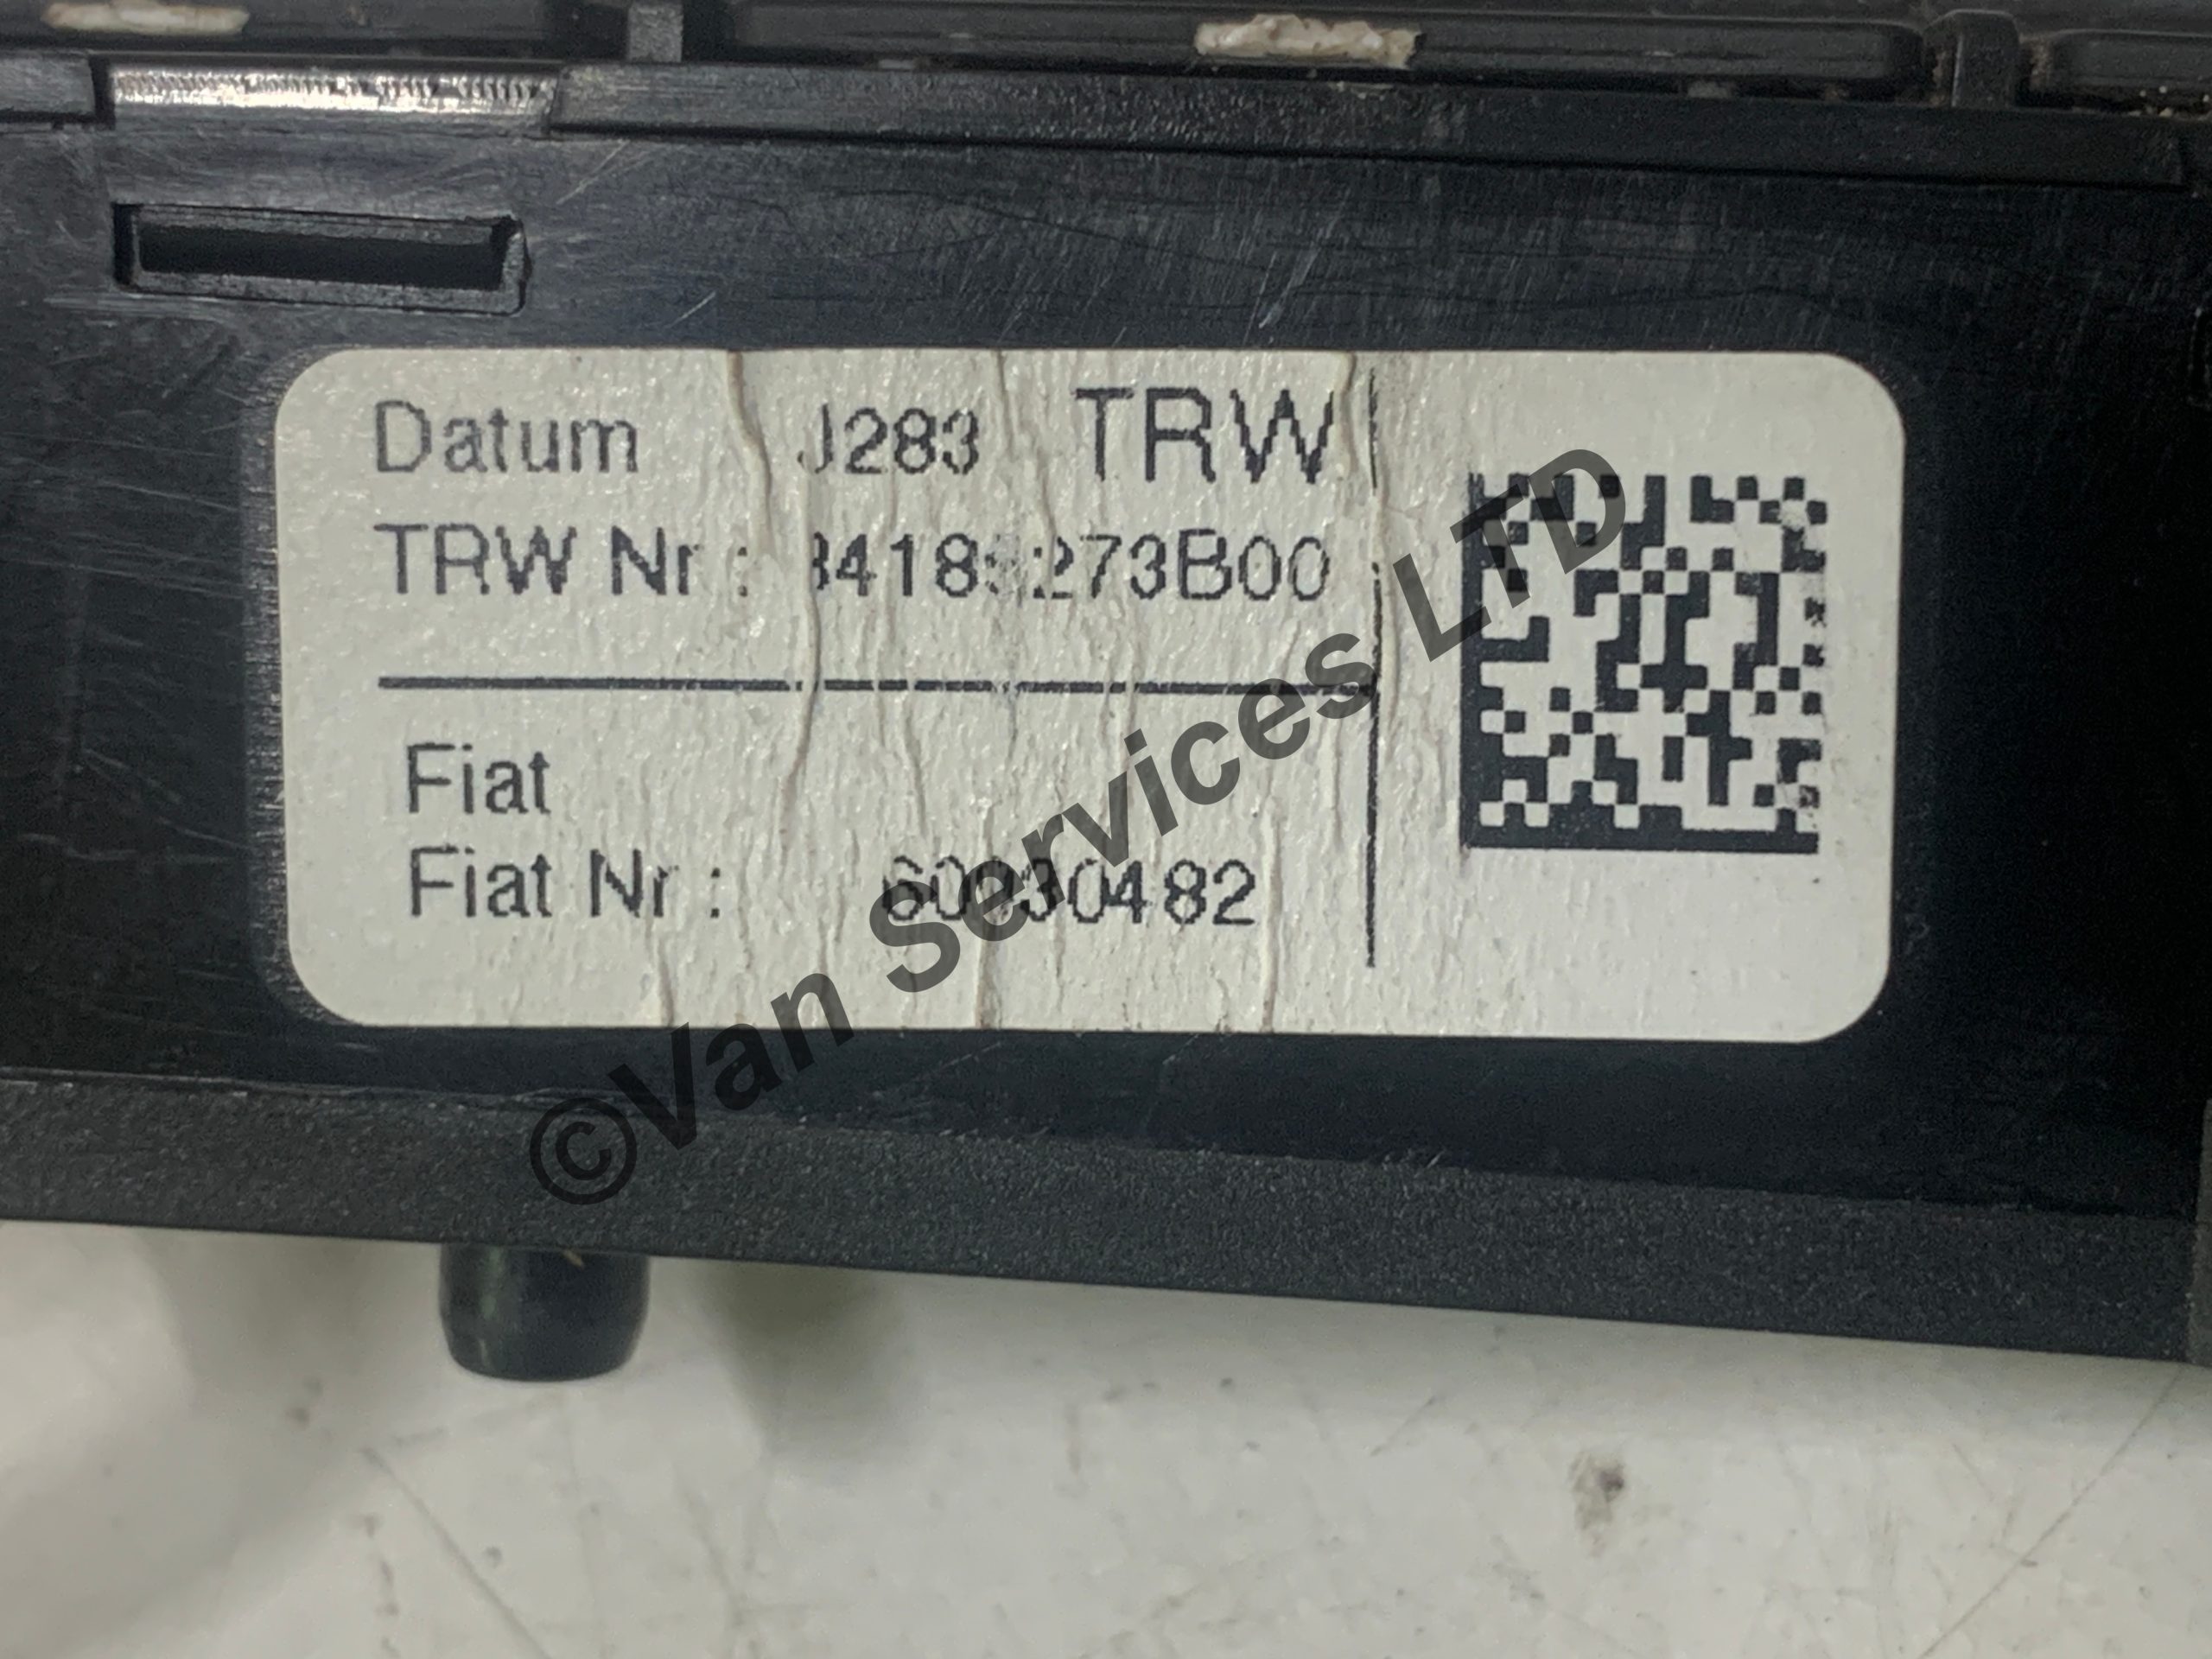 Datum J283 TRW
TRW Nr :
Fiat
Fiat Nr :
©Van Services LTD